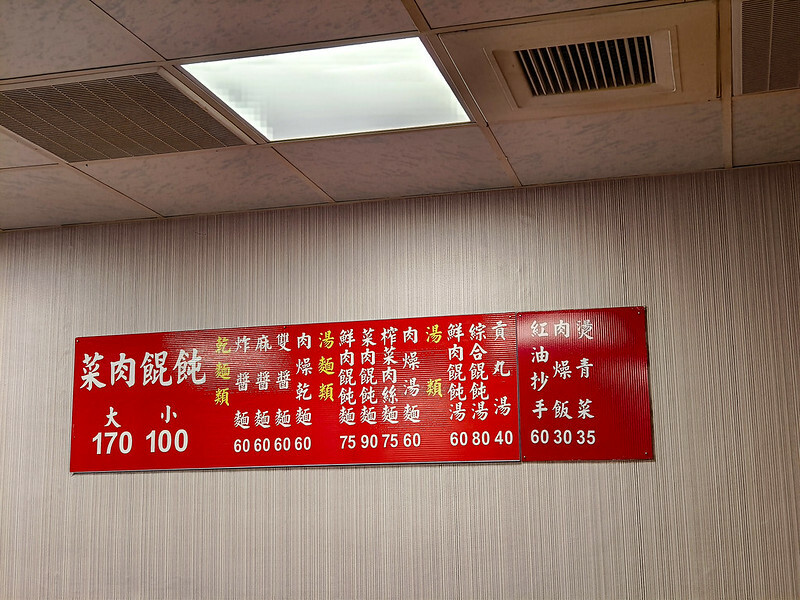 菜肉餛飩
大 170
小 100
乾麵類
炸醬麵 60
麻醬麵 60
雙醬麵 60
肉燥乾麵 60
湯麵類
鮮肉餛飩麵 75
菜肉餛飩麵 90
榨菜肉絲麵 75
肉燥湯麵 60
湯類
鮮肉餛飩湯 60
綜合餛飩湯 80
貢丸湯 40
紅油抄手 60
肉燥飯 30
燙青菜 35